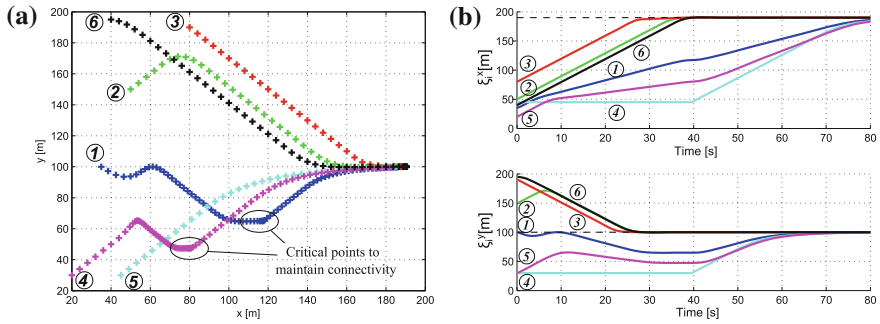 (a)
200
180
160
140
120
100
80
60
40
20
y [m]
6
3
2
1
4
5
Critical points to
maintain connectivity
20 40 60 80 100 120 140 160 180 200
x [m]
(b)
200
150
100
50
0
ξᵢˣ[m]
3
2
1
6
5
4
0 10 20 30 40 50 60 70 80
Time [s]
200
150
100
50
0
ξᵢʸ[m]
2
1
5
4
6
3
0 10 20 30 40 50 60 70 80
Time [s]